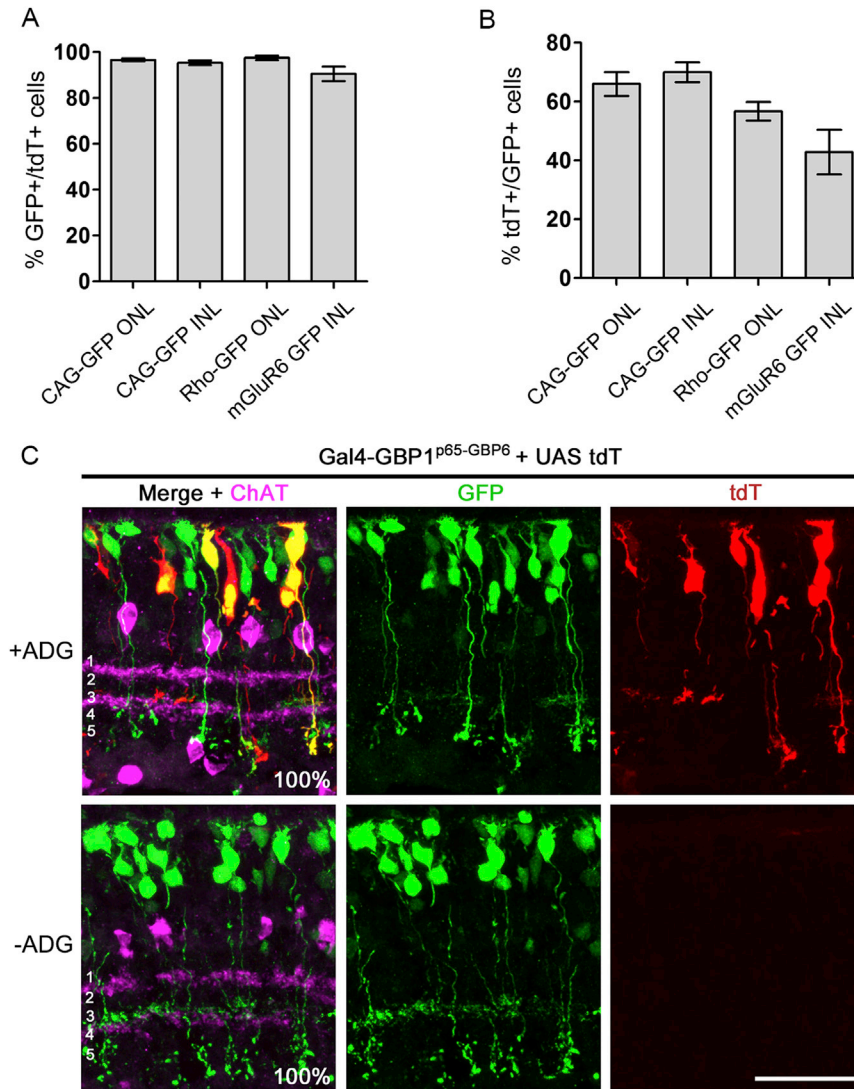 A
% GFP+/tdT+ cells
100
80
60
40
20
0
CAG-GFP ONL
CAG-GFP INL
Rho-GFP ONL
mGluR6 GFP INL
B
% tdT+/GFP+ cells
80
60
40
20
0
CAG-GFP ONL
CAG-GFP INL
Rho-GFP ONL
mGluR6 GFP INL
C
Gal4-GBP1p65-GBP6 + UAS tdT
Merge + ChAT
GFP
tdT
+ADG
1
2
3
4
5
100%
-ADG
1
2
3
4
5
100%